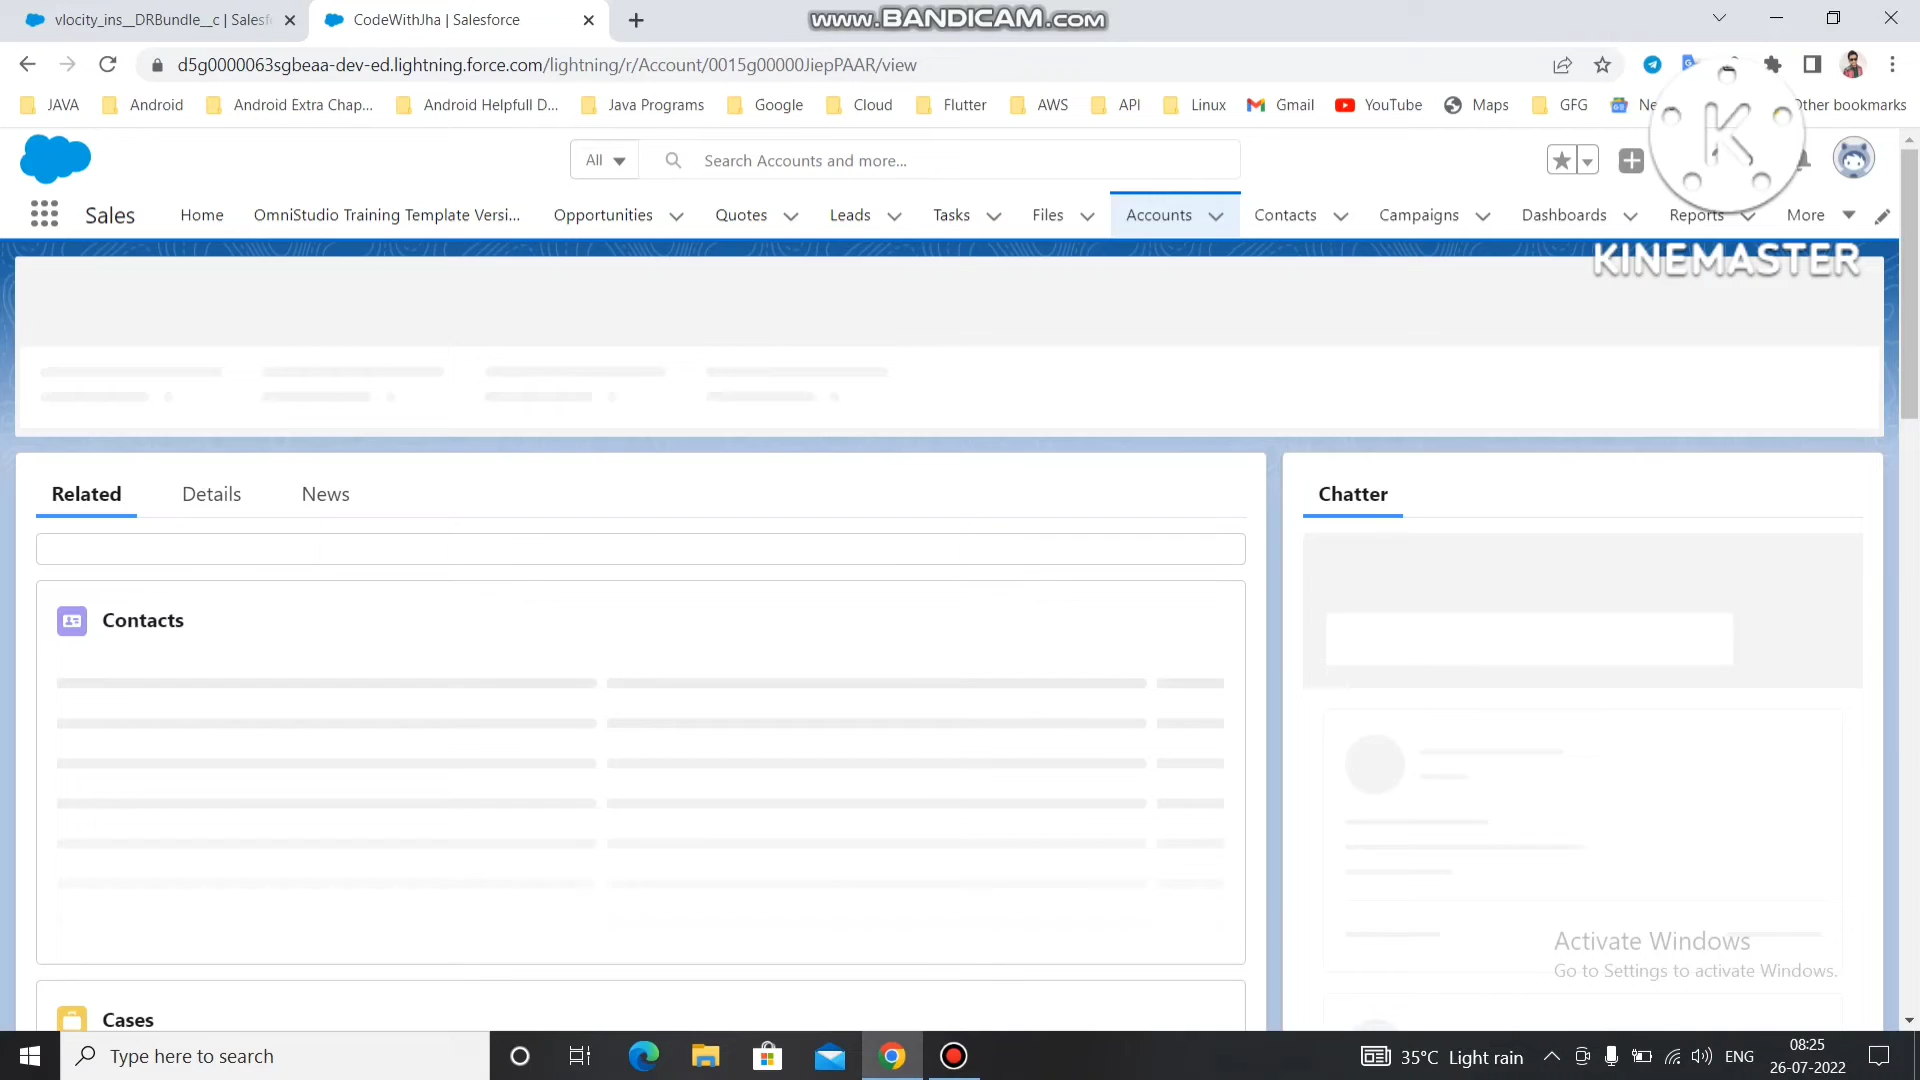 vlocity_ins__DRBundle__c | Salesf
CodeWithJha | Salesforce
www.BANDICAM.com
d5g0000063sgbeaa-dev-ed.lightning.force.com/lightning/r/Account/0015g00000JiepPAAR/view
JAVA
Android
Android Extra Chap...
Android Helpfull D...
Java Programs
Google
Cloud
Flutter
AWS
API
Linux
Gmail
YouTube
Maps
GFG
Other bookmarks
All
Search Accounts and more...
K
Sales
Home
OmniStudio Training Template Versi...
Opportunities
Quotes
Leads
Tasks
Files
Accounts
Contacts
Campaigns
Dashboards
Reports
More
KINEMASTER
Related
Details
News
Chatter
Contacts
Cases
Activate Windows
Go to Settings to activate Windows.
Type here to search
35°C Light rain
ENG
08:25
26-07-2022